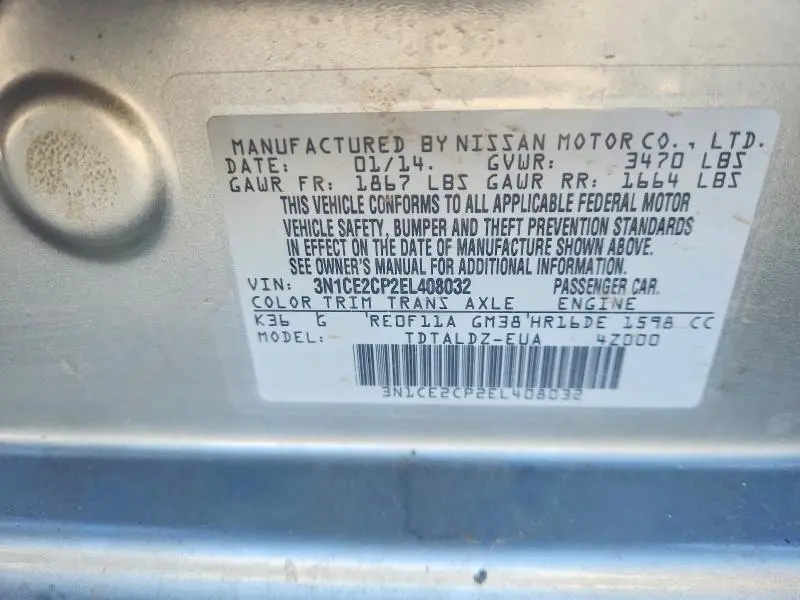 MANUFACTURED BY NISSAN MOTOR CO., LTD.
DATE: 01/14. GVWR: 3470 LBS
GAWR FR: 1867 LBS GAWR RR: 1664 LBS
THIS VEHICLE CONFORMS TO ALL APPLICABLE FEDERAL MOTOR
VEHICLE SAFETY, BUMPER AND THEFT PREVENTION STANDARDS
IN EFFECT ON THE DATE OF MANUFACTURE SHOWN ABOVE.
SEE OWNER'S MANUAL FOR ADDITIONAL INFORMATION.
VIN: 3N1CE2CP2EL408032 PASSENGER CAR.
COLOR TRIM TRANS AXLE ENGINE
K36 G RE0F11A GM38 HR16DE 1598 CC
MODEL: TDTALDZ-EUA 4Z000
3N1CE2CP2EL408032